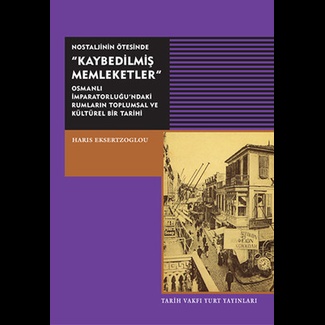 NOSTALJİNİN ÖTESİNDE
“KAYBEDİLMİŞ
MEMLEKETLER”
OSMANLI
İMPARATORLUĞU’NDAKİ
RUMLARIN TOPLUMSAL VE
KÜLTÜREL BİR TARİHİ
HARIS EKSERTZOGLOU
TARİH VAKFI YURT YAYINLARI